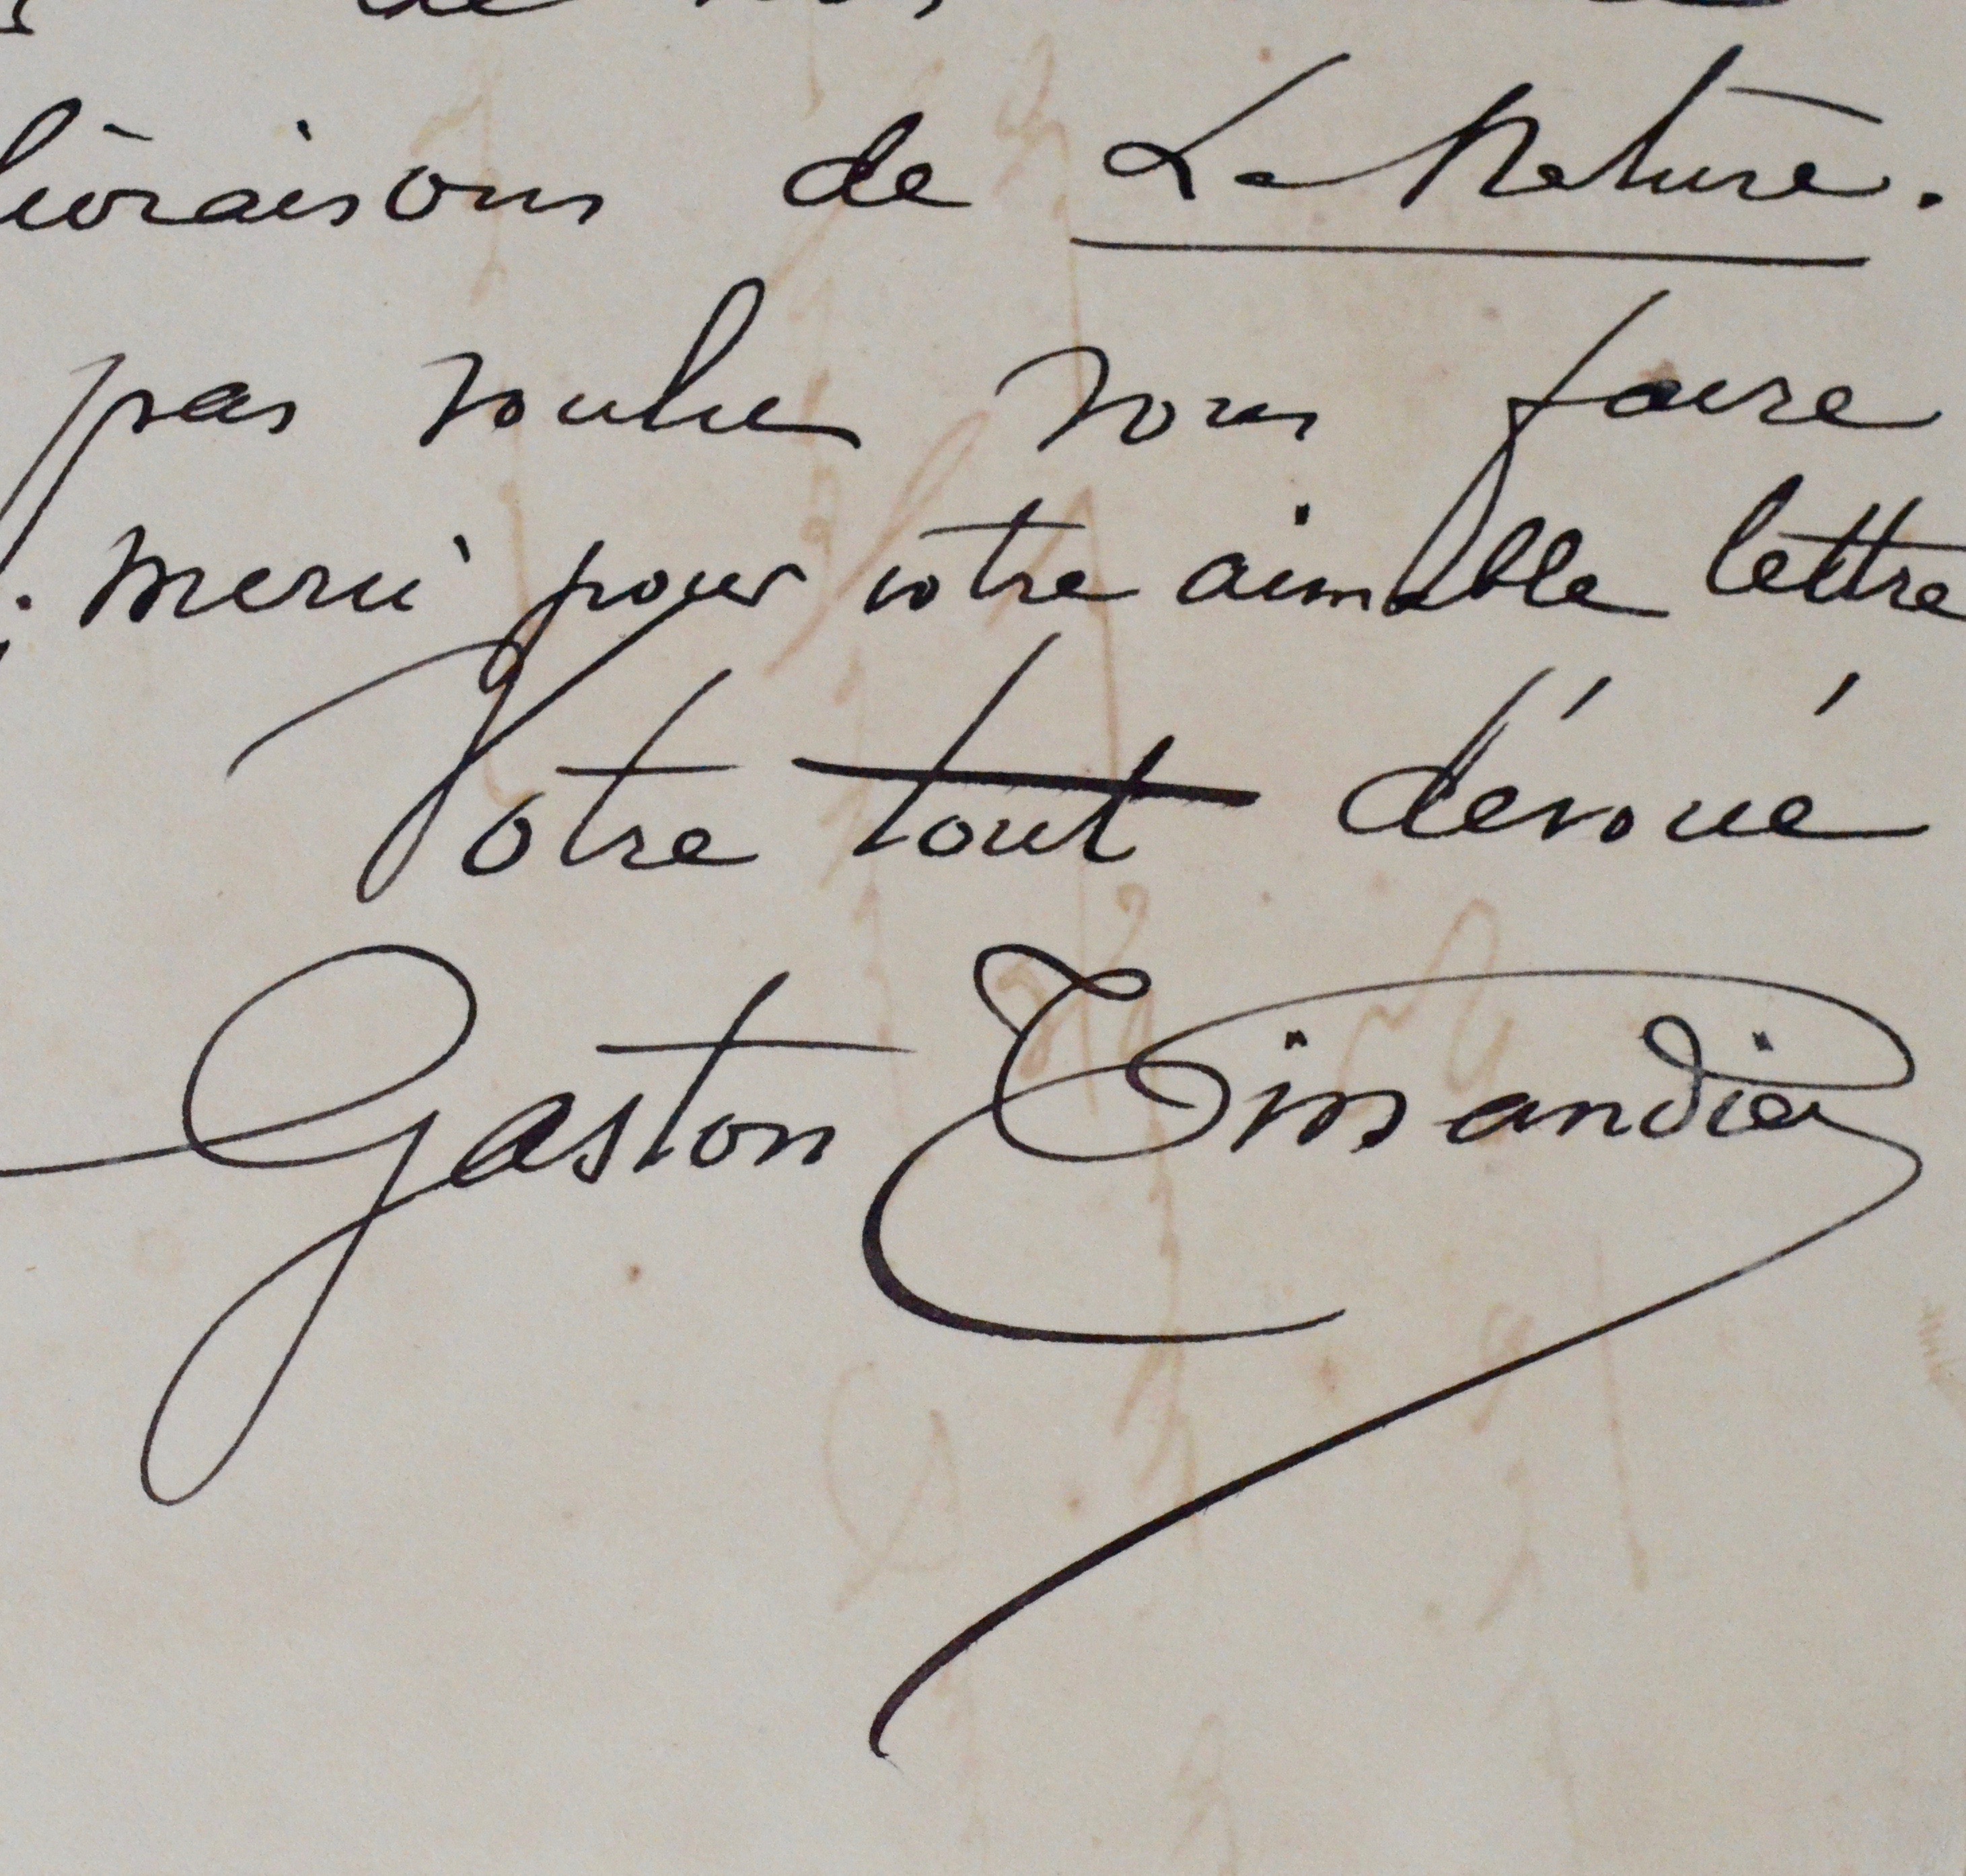 livraisons de La Nature.
pas voulu vous faire
merci pour votre aimable lettre
Votre tout dévoué
Gaston Tissandier